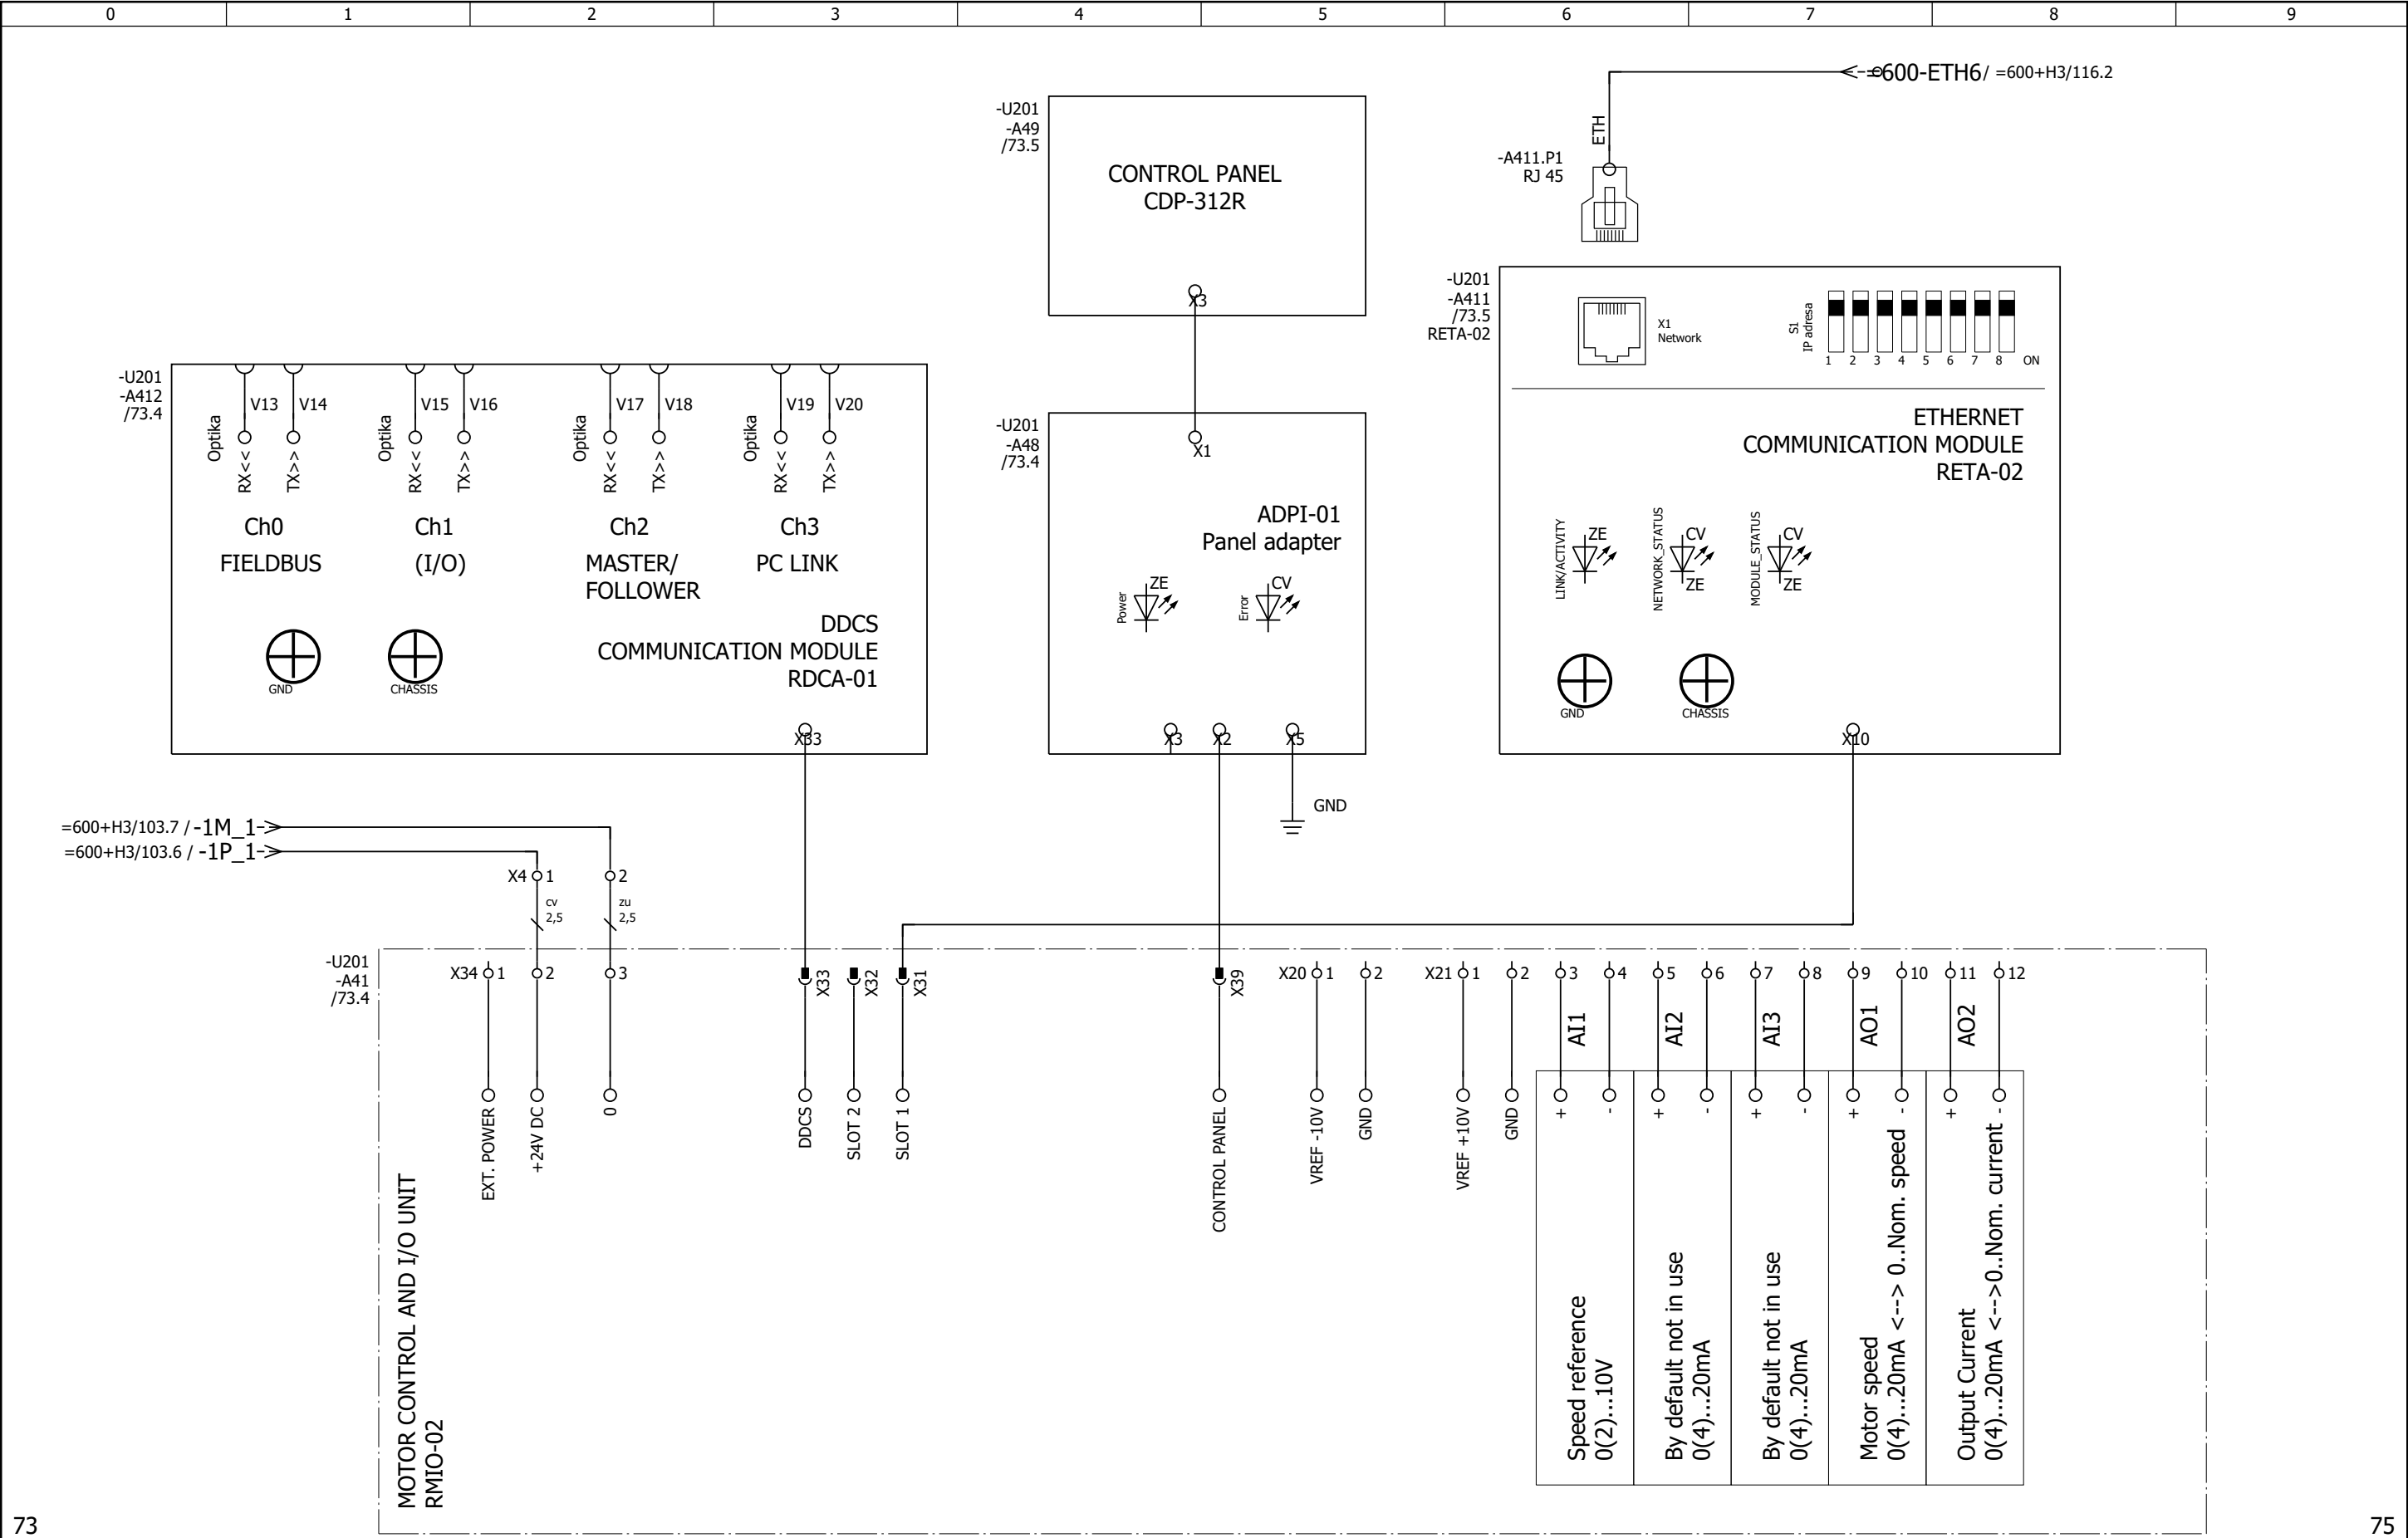 0 1 2 3 4 5 6 7 8 9
=600-ETH6/ =600+H3/116.2
ETH
-A411.P1
RJ 45
-U201
-A49
/73.5
CONTROL PANEL
CDP-312R
X3
-U201
-A411
/73.5
RETA-02
X1
Network
S1
IP adresa
1 2 3 4 5 6 7 8 ON
ETHERNET
COMMUNICATION MODULE
RETA-02
LINK/ACTIVITY
ZE
NETWORK_STATUS
CV
ZE
MODULE_STATUS
CV
ZE
GND
CHASSIS
X10
-U201
-A412
/73.4
Optika
V13
V14
RX<<
TX>>
Optika
V15
V16
RX<<
TX>>
Optika
V17
V18
RX<<
TX>>
Optika
V19
V20
RX<<
TX>>
Ch0
FIELDBUS
Ch1
(I/O)
Ch2
MASTER/
FOLLOWER
Ch3
PC LINK
DDCS
COMMUNICATION MODULE
RDCA-01
GND
CHASSIS
X33
-U201
-A48
/73.4
X1
ADPI-01
Panel adapter
Power
ZE
Error
CV
X3
X2
X5
GND
=600+H3/103.7 / -1M_1
=600+H3/103.6 / -1P_1
X4 1
2
cv
2,5
zu
2,5
-U201
-A41
/73.4
X34 1
2
3
X33
X32
X31
X39
X20 1
2
X21 1
2
3
4
5
6
7
8
9
10
11
12
AI1
AI2
AI3
AO1
AO2
EXT. POWER
+24V DC
0
DDCS
SLOT 2
SLOT 1
CONTROL PANEL
VREF -10V
GND
VREF +10V
GND
+
-
+
-
+
-
+
-
+
-
Speed reference
0(2)...10V
By default not in use
0(4)...20mA
By default not in use
0(4)...20mA
Motor speed
0(4)...20mA <--> 0..Nom. speed
Output Current
0(4)...20mA <-->0..Nom. current
MOTOR CONTROL AND I/O UNIT
RMIO-02
73
75